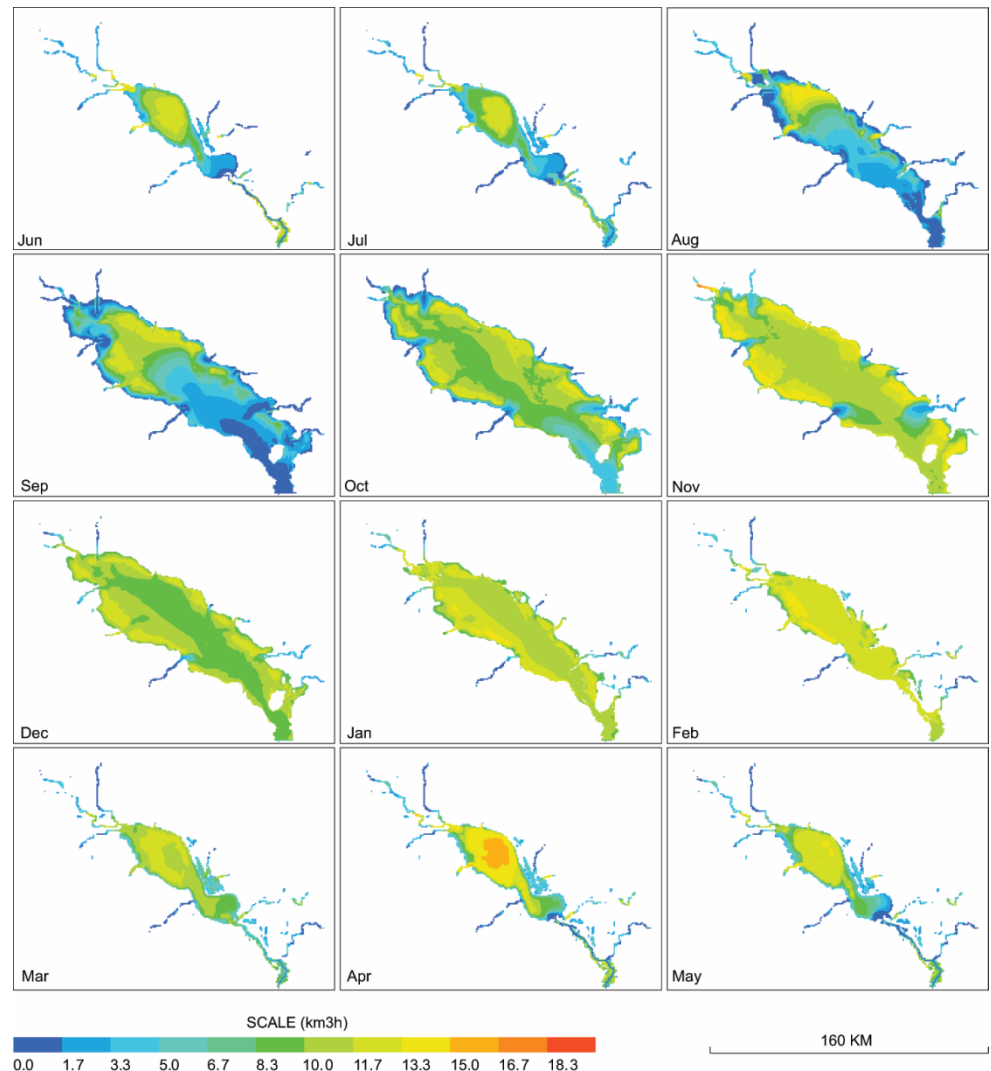 Jun Jul Aug
Sep Oct Nov
Dec Jan Feb
Mar Apr May
SCALE (km3h)
0.0 1.7 3.3 5.0 6.7 8.3 10.0 11.7 13.3 15.0 16.7 18.3
160 KM